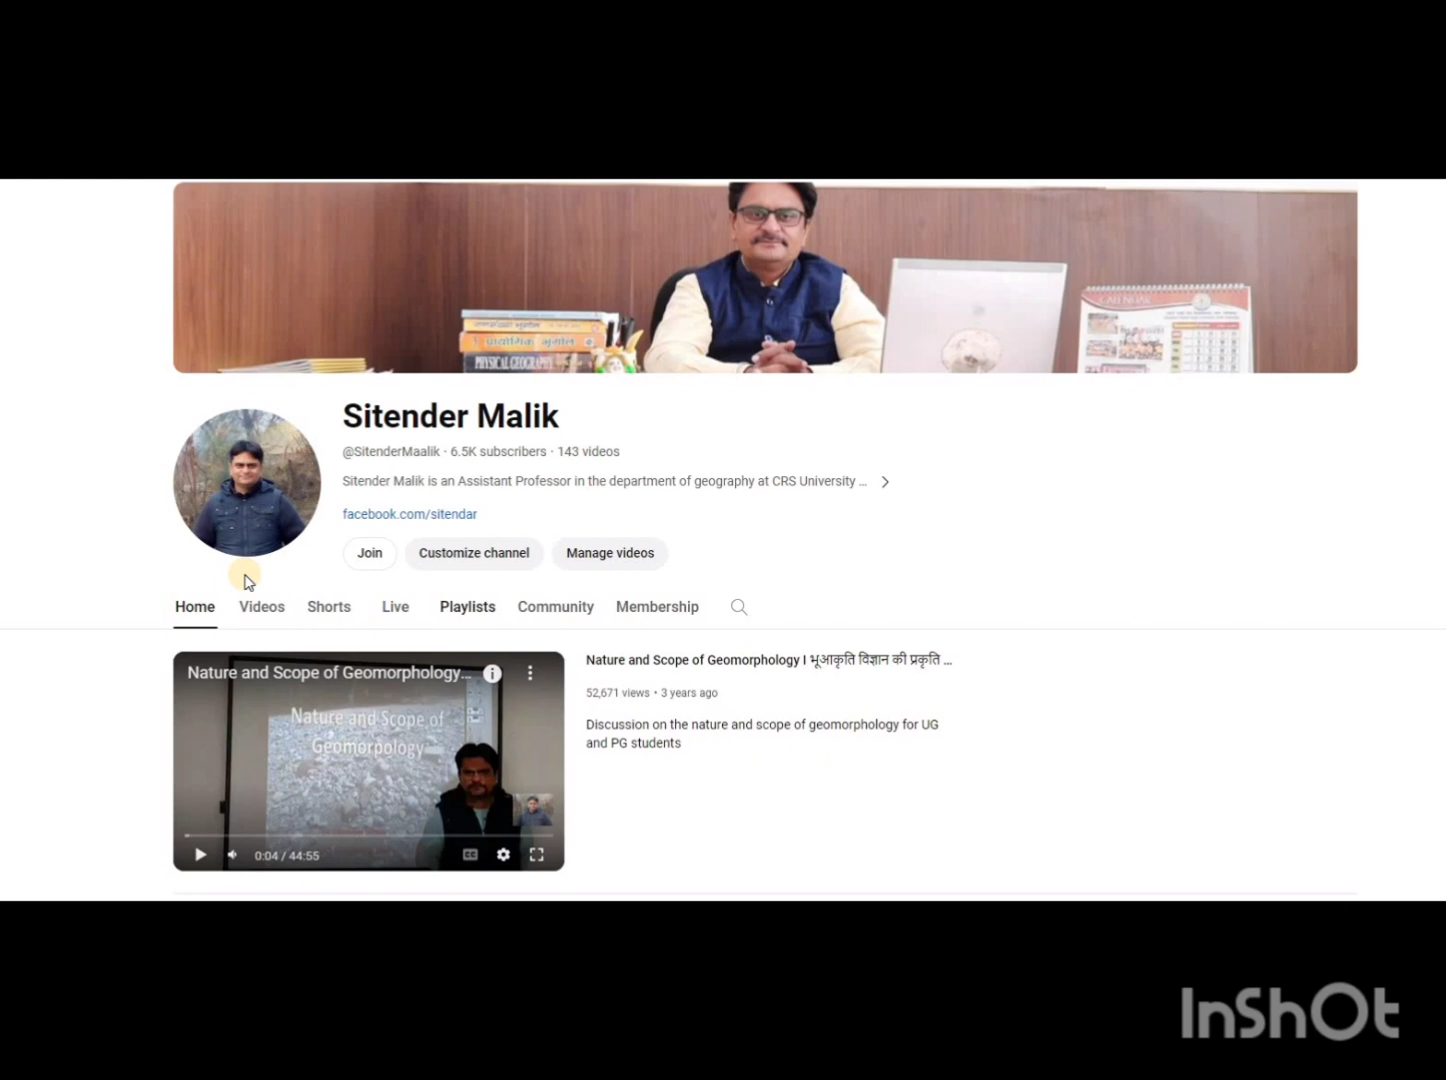 CALENDAR
प्रायोगिक भूगोल
PHYSICAL GEOGRAPHY
Sitender Malik
@SitenderMaalik · 6.5K subscribers · 143 videos
Sitender Malik is an Assistant Professor in the department of geography at CRS University ...
facebook.com/sitendar
Join Customize channel Manage videos
Home Videos Shorts Live Playlists Community Membership
Nature and Scope of Geomorphology...
Nature and Scope of
Geomorpology
0:04 / 44:55
CC
Nature and Scope of Geomorphology I भूआकृति विज्ञान की प्रकृति ...
52,671 views • 3 years ago
Discussion on the nature and scope of geomorphology for UG
and PG students
InShOt